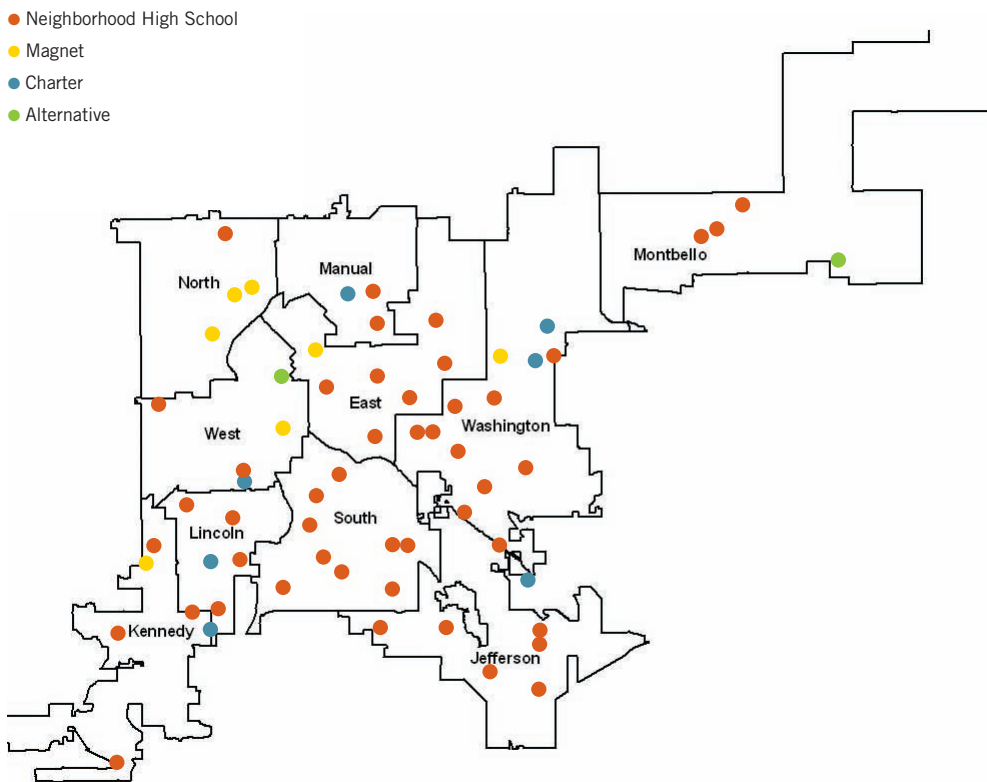 Neighborhood High School
Magnet
Charter
Alternative
Montbello
Manual
North
East
West
Washington
South
Lincoln
Kennedy
Jefferson